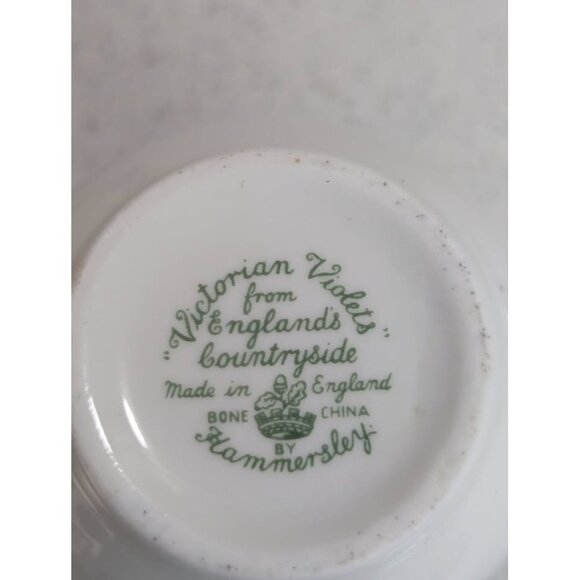 "Victorian Violets"
from
England's
Countryside
Made in England
BONE CHINA
BY
Hammersley